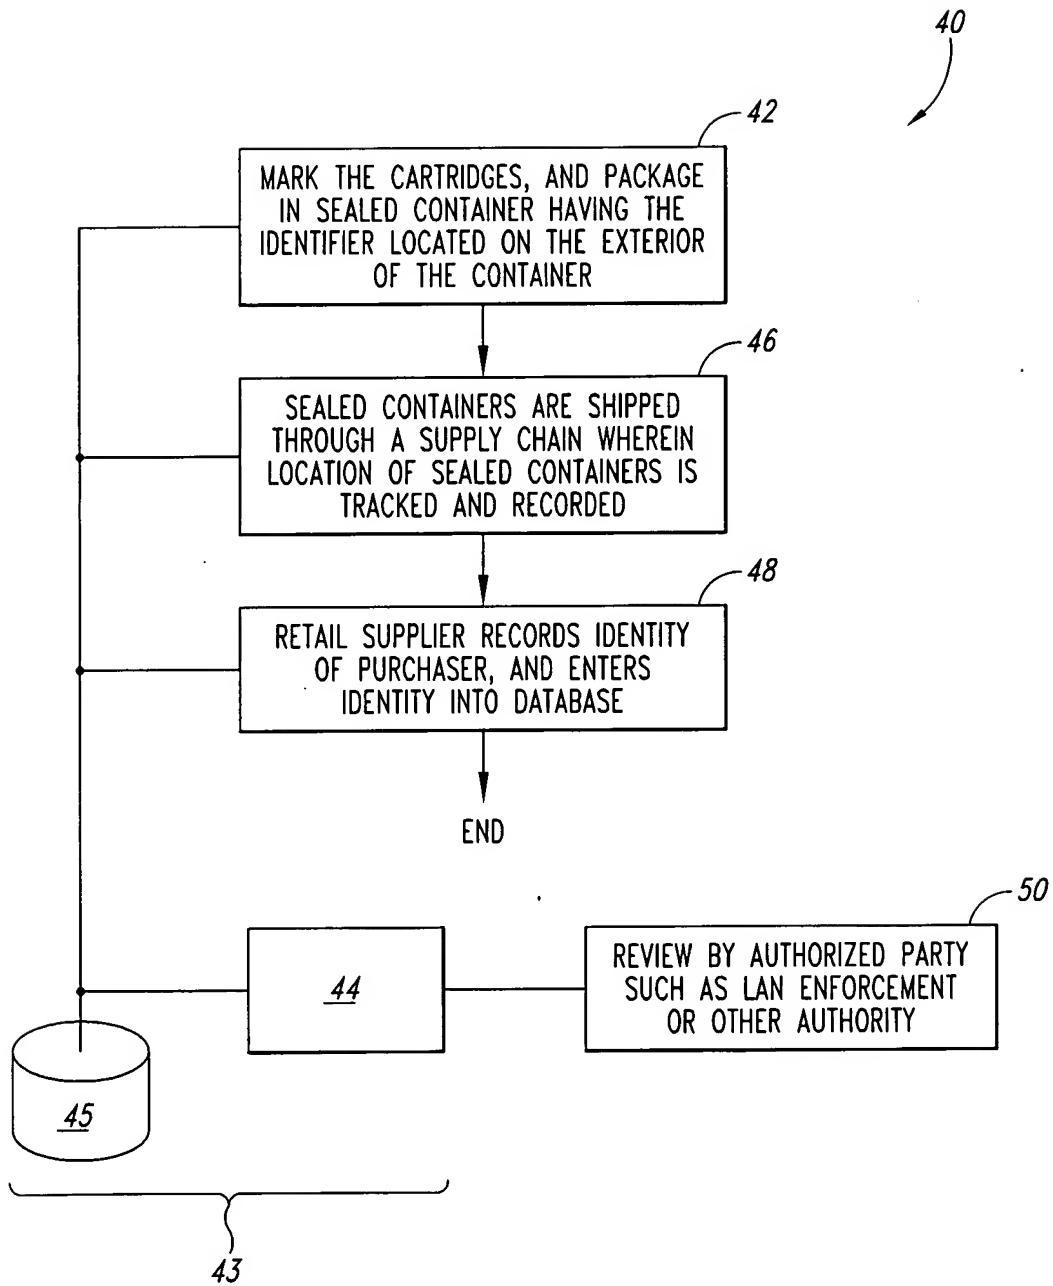 40
42
MARK THE CARTRIDGES, AND PACKAGE
IN SEALED CONTAINER HAVING THE
IDENTIFIER LOCATED ON THE EXTERIOR
OF THE CONTAINER
46
SEALED CONTAINERS ARE SHIPPED
THROUGH A SUPPLY CHAIN WHEREIN
LOCATION OF SEALED CONTAINERS IS
TRACKED AND RECORDED
48
RETAIL SUPPLIER RECORDS IDENTITY
OF PURCHASER, AND ENTERS
IDENTITY INTO DATABASE
END
50
44
REVIEW BY AUTHORIZED PARTY
SUCH AS LAN ENFORCEMENT
OR OTHER AUTHORITY
45
43